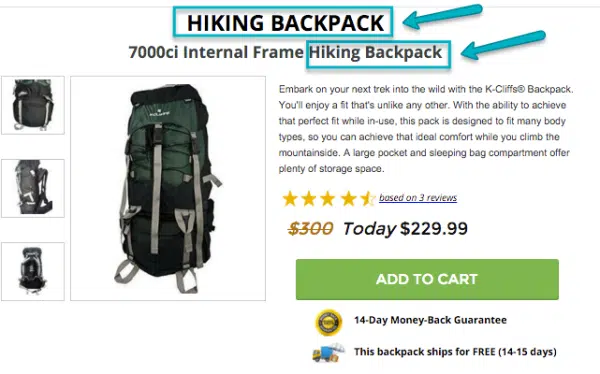 HIKING BACKPACK
7000ci Internal Frame Hiking Backpack
Embark on your next trek into the wild with the K-Cliffs® Backpack.
You'll enjoy a fit that's unlike any other. With the ability to achieve
that perfect fit while in-use, this pack is designed to fit many body
types, so you can achieve that ideal comfort while you climb the
mountainside. A large pocket and sleeping bag compartment offer
plenty of storage space.
based on 3 reviews
$300 Today $229.99
ADD TO CART
14-Day Money-Back Guarantee
This backpack ships for FREE (14-15 days)